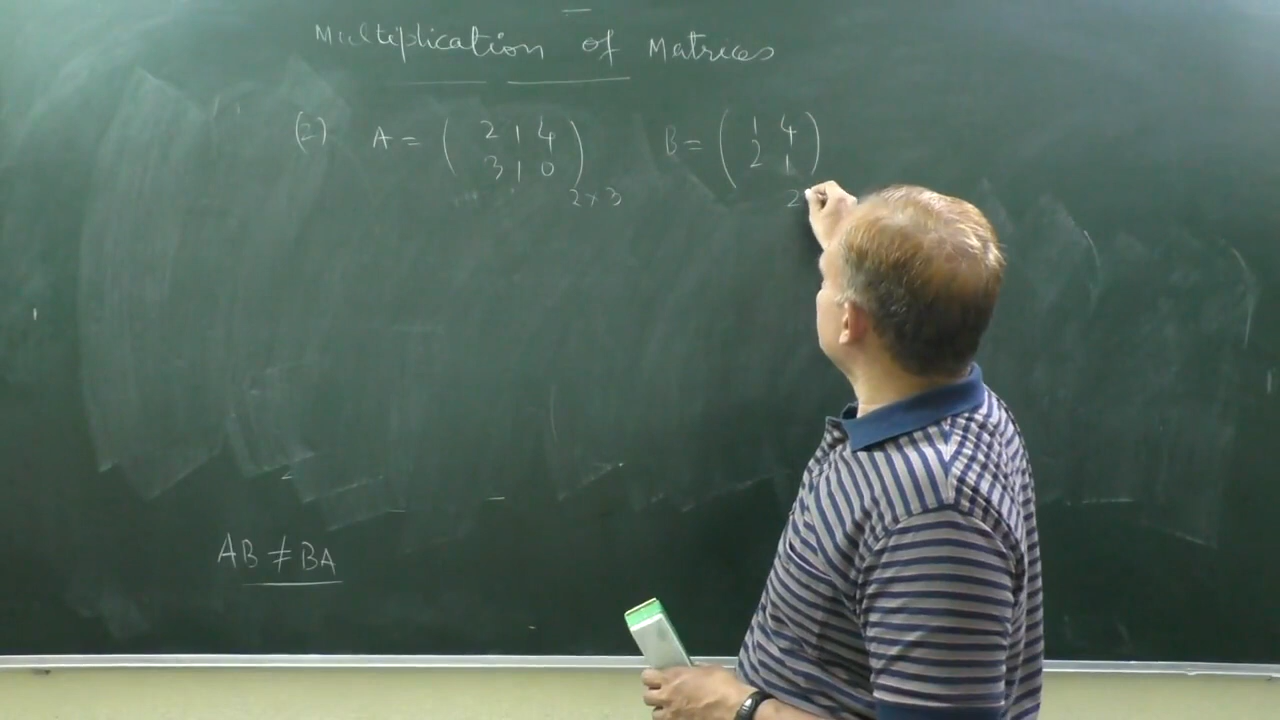 Multiplication of Matrices
(2) A = ( 2 1 4 B = ( 1 4
3 1 0 ) 2 1 )
2×3 2
AB ≠ BA